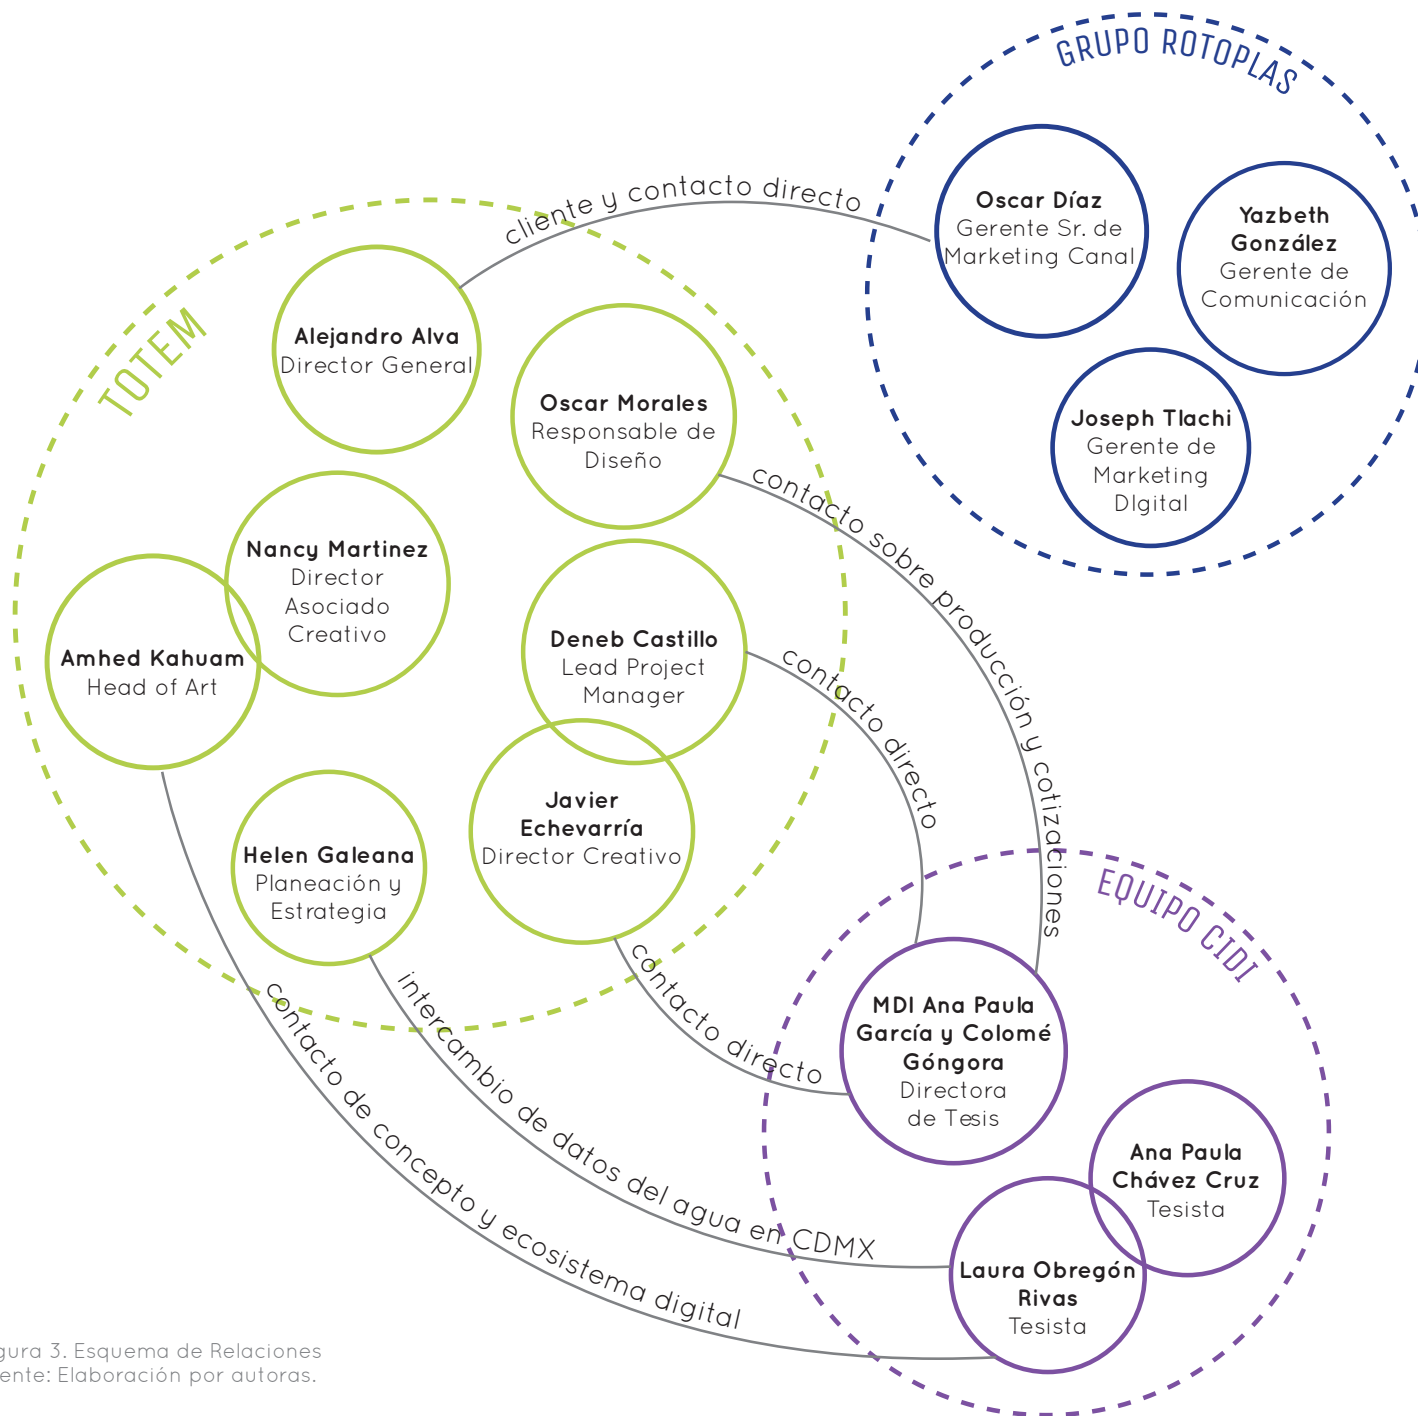 GRUPO ROTOPLAS
Oscar Díaz
Gerente Sr. de
Marketing Canal
Yazbeth
González
Gerente de
Comunicación
Joseph Tlachi
Gerente de
Marketing
DIgital
cliente y contacto directo
TOTEM
Alejandro Alva
Director General
Oscar Morales
Responsable de
Diseño
Nancy Martinez
Director
Asociado
Creativo
Amhed Kahuam
Head of Art
Deneb Castillo
Lead Project
Manager
Javier
Echevarría
Director Creativo
Helen Galeana
Planeación y
Estrategia
contacto sobre producción y cotizaciones
contacto directo
contacto directo
intercambio de datos del agua en CDMX
contacto de concepto y ecosistema digital
EQUIPO CIDI
MDI Ana Paula
García y Colomé
Góngora
Directora
de Tesis
Ana Paula
Chávez Cruz
Tesista
Laura Obregón
Rivas
Tesista
gura 3. Esquema de Relaciones
ente: Elaboración por autoras.